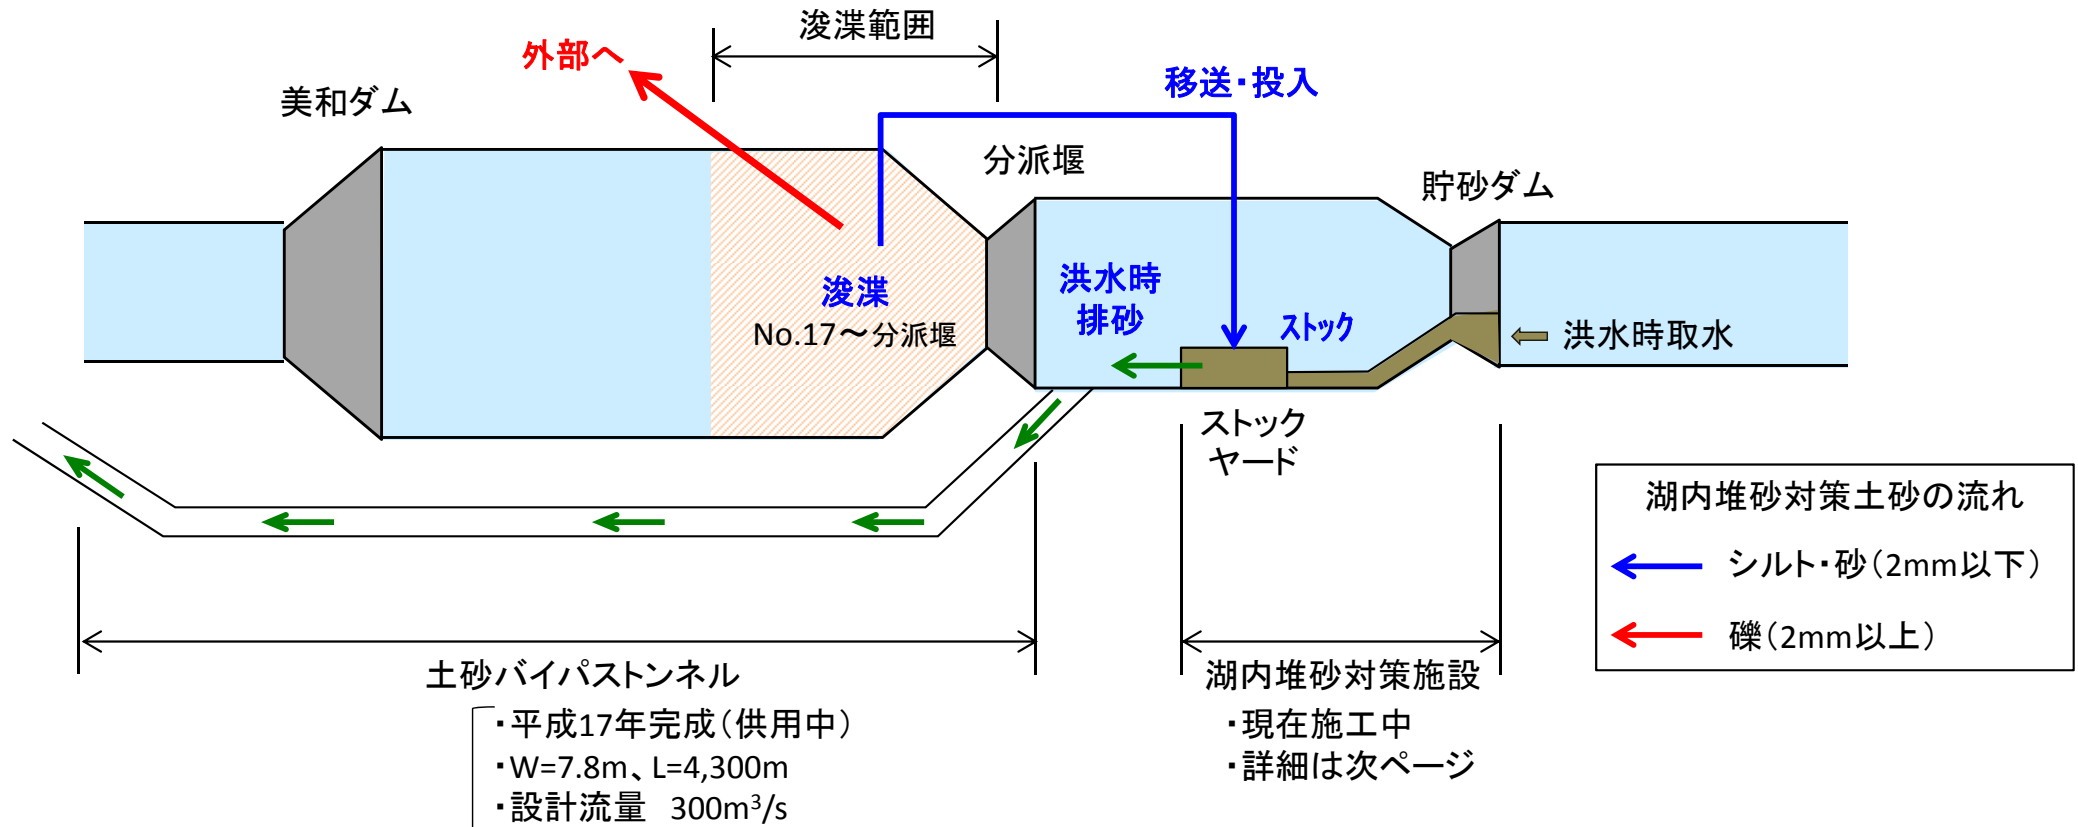 浚渫範囲
外部へ
移送・投入
美和ダム
分派堰
貯砂ダム
浚渫
No.17～分派堰
洪水時
排砂
ストック
洪水時取水
ストック
ヤード
湖内堆砂対策土砂の流れ
シルト・砂（2mm以下）
礫（2mm以上）
土砂バイパストンネル
・平成17年完成（供用中）
・W=7.8m、L=4,300m
・設計流量　300m³/s
湖内堆砂対策施設
・現在施工中
・詳細は次ページ